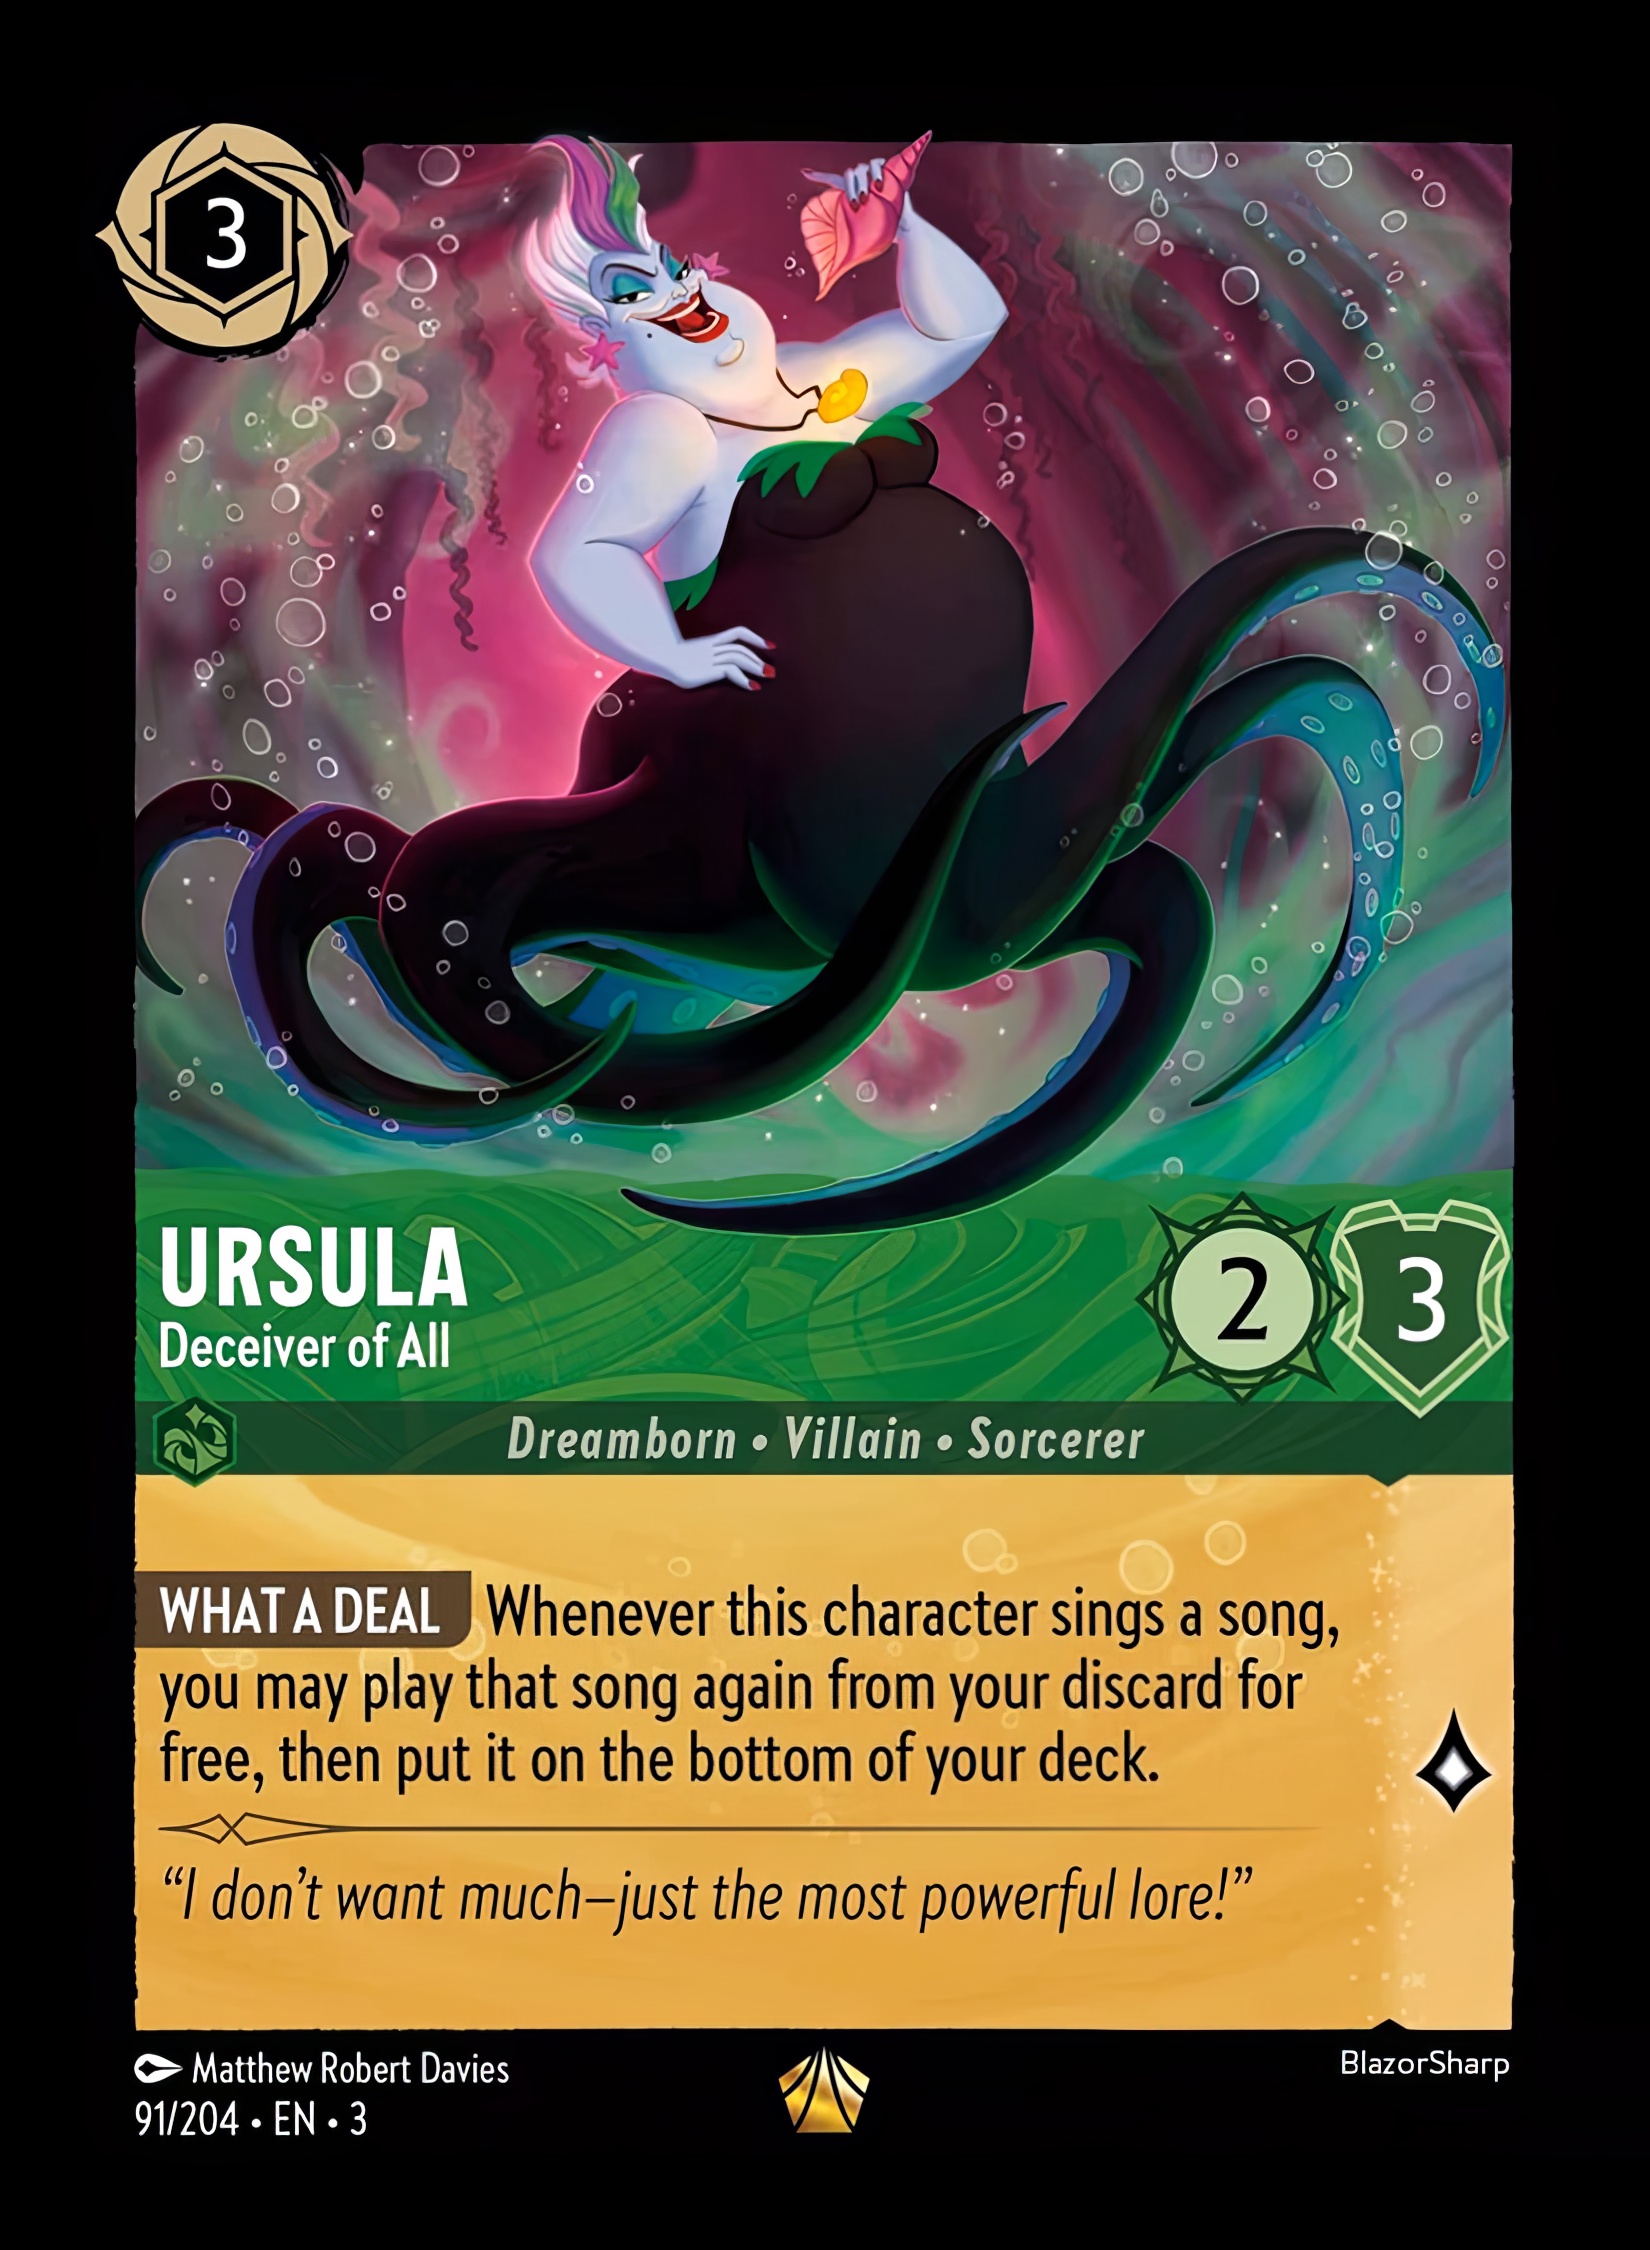 3
URSULA
Deceiver of All
2
3
Dreamborn • Villain • Sorcerer
WHAT A DEAL Whenever this character sings a song,
you may play that song again from your discard for
free, then put it on the bottom of your deck.
“I don’t want much—just the most powerful lore!”
Matthew Robert Davies
BlazorSharp
91/204 • EN • 3